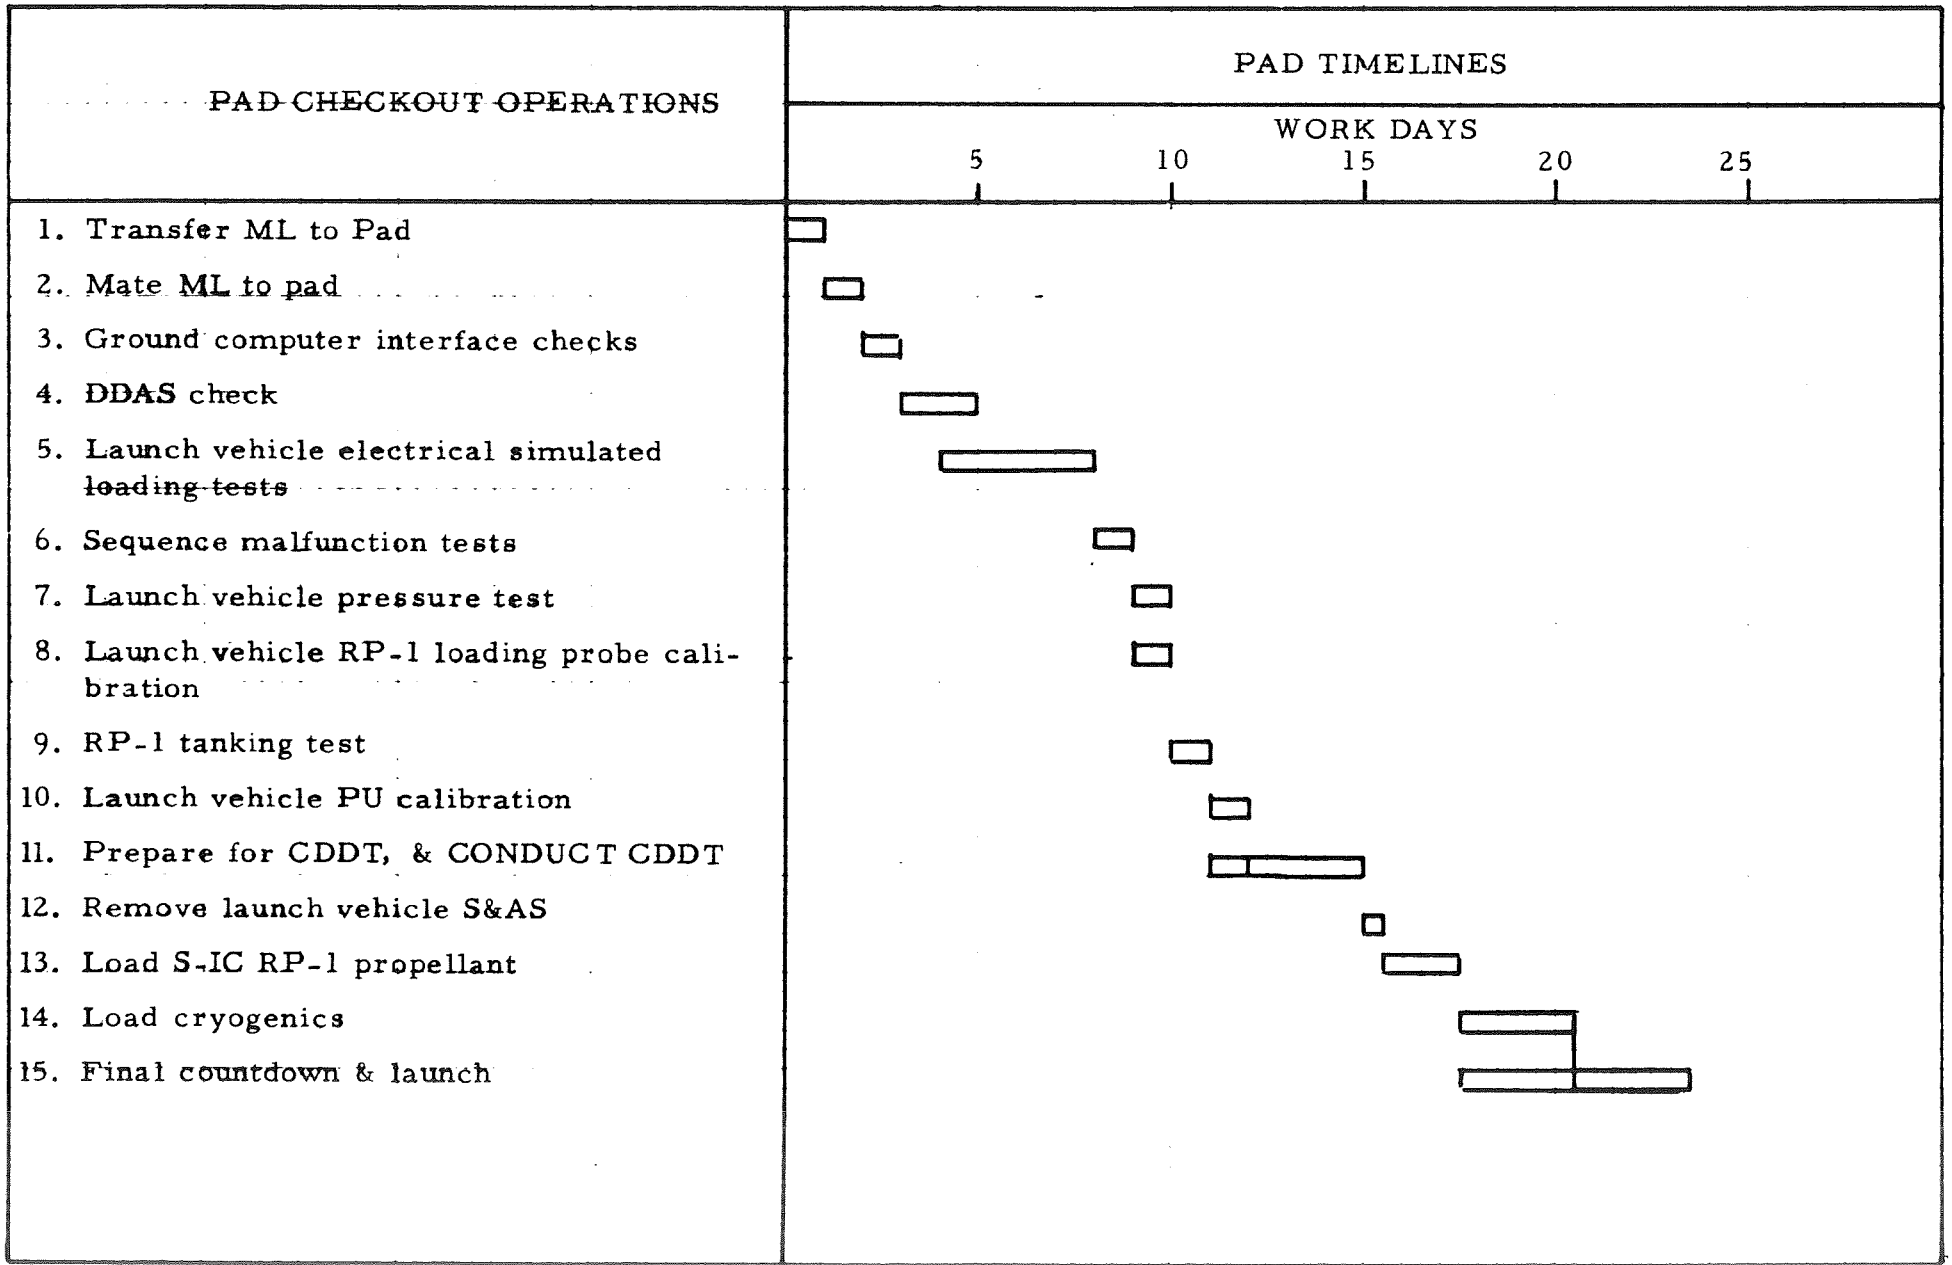 PAD CHECKOUT OPERATIONS
PAD TIMELINES
WORK DAYS
5 10 15 20 25
1. Transfer ML to Pad
2. Mate ML to pad
3. Ground computer interface checks
4. DDAS check
5. Launch vehicle electrical simulated
loading tests
6. Sequence malfunction tests
7. Launch vehicle pressure test
8. Launch vehicle RP-1 loading probe cali-
bration
9. RP-1 tanking test
10. Launch vehicle PU calibration
11. Prepare for CDDT, & CONDUCT CDDT
12. Remove launch vehicle S&AS
13. Load S-IC RP-1 propellant
14. Load cryogenics
15. Final countdown & launch